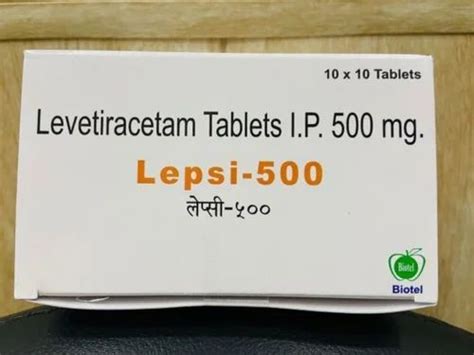 10 x 10 Tablets
Levetiracetam Tablets I.P. 500 mg.
Lepsi-500
लेप्सी-५००
Biotel
Biotel